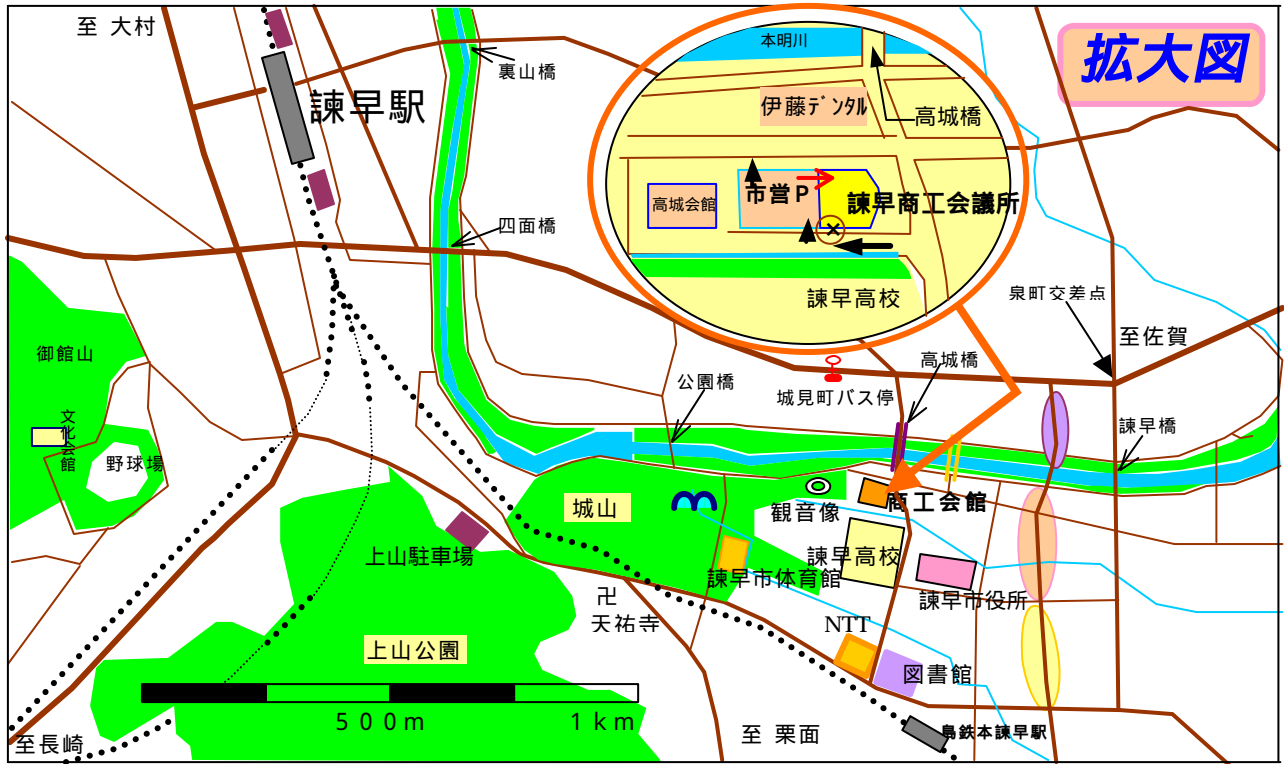 至 大村
裏山橋
諫早駅
本明川
拡大図
伊藤ﾃﾞﾝﾀﾙ
高城橋
市営P
高城会館
諫早商工会議所
四面橋
諫早高校
泉町交差点
至佐賀
御館山
高城橋
公園橋
城見町バス停
文化会館
諫早橋
野球場
城山
観音像
商工会館
上山駐車場
諫早高校
諫早市体育館
諫早市役所
卍
天祐寺
NTT
上山公園
図書館
500m
1km
至長崎
至 栗面
島鉄本諫早駅